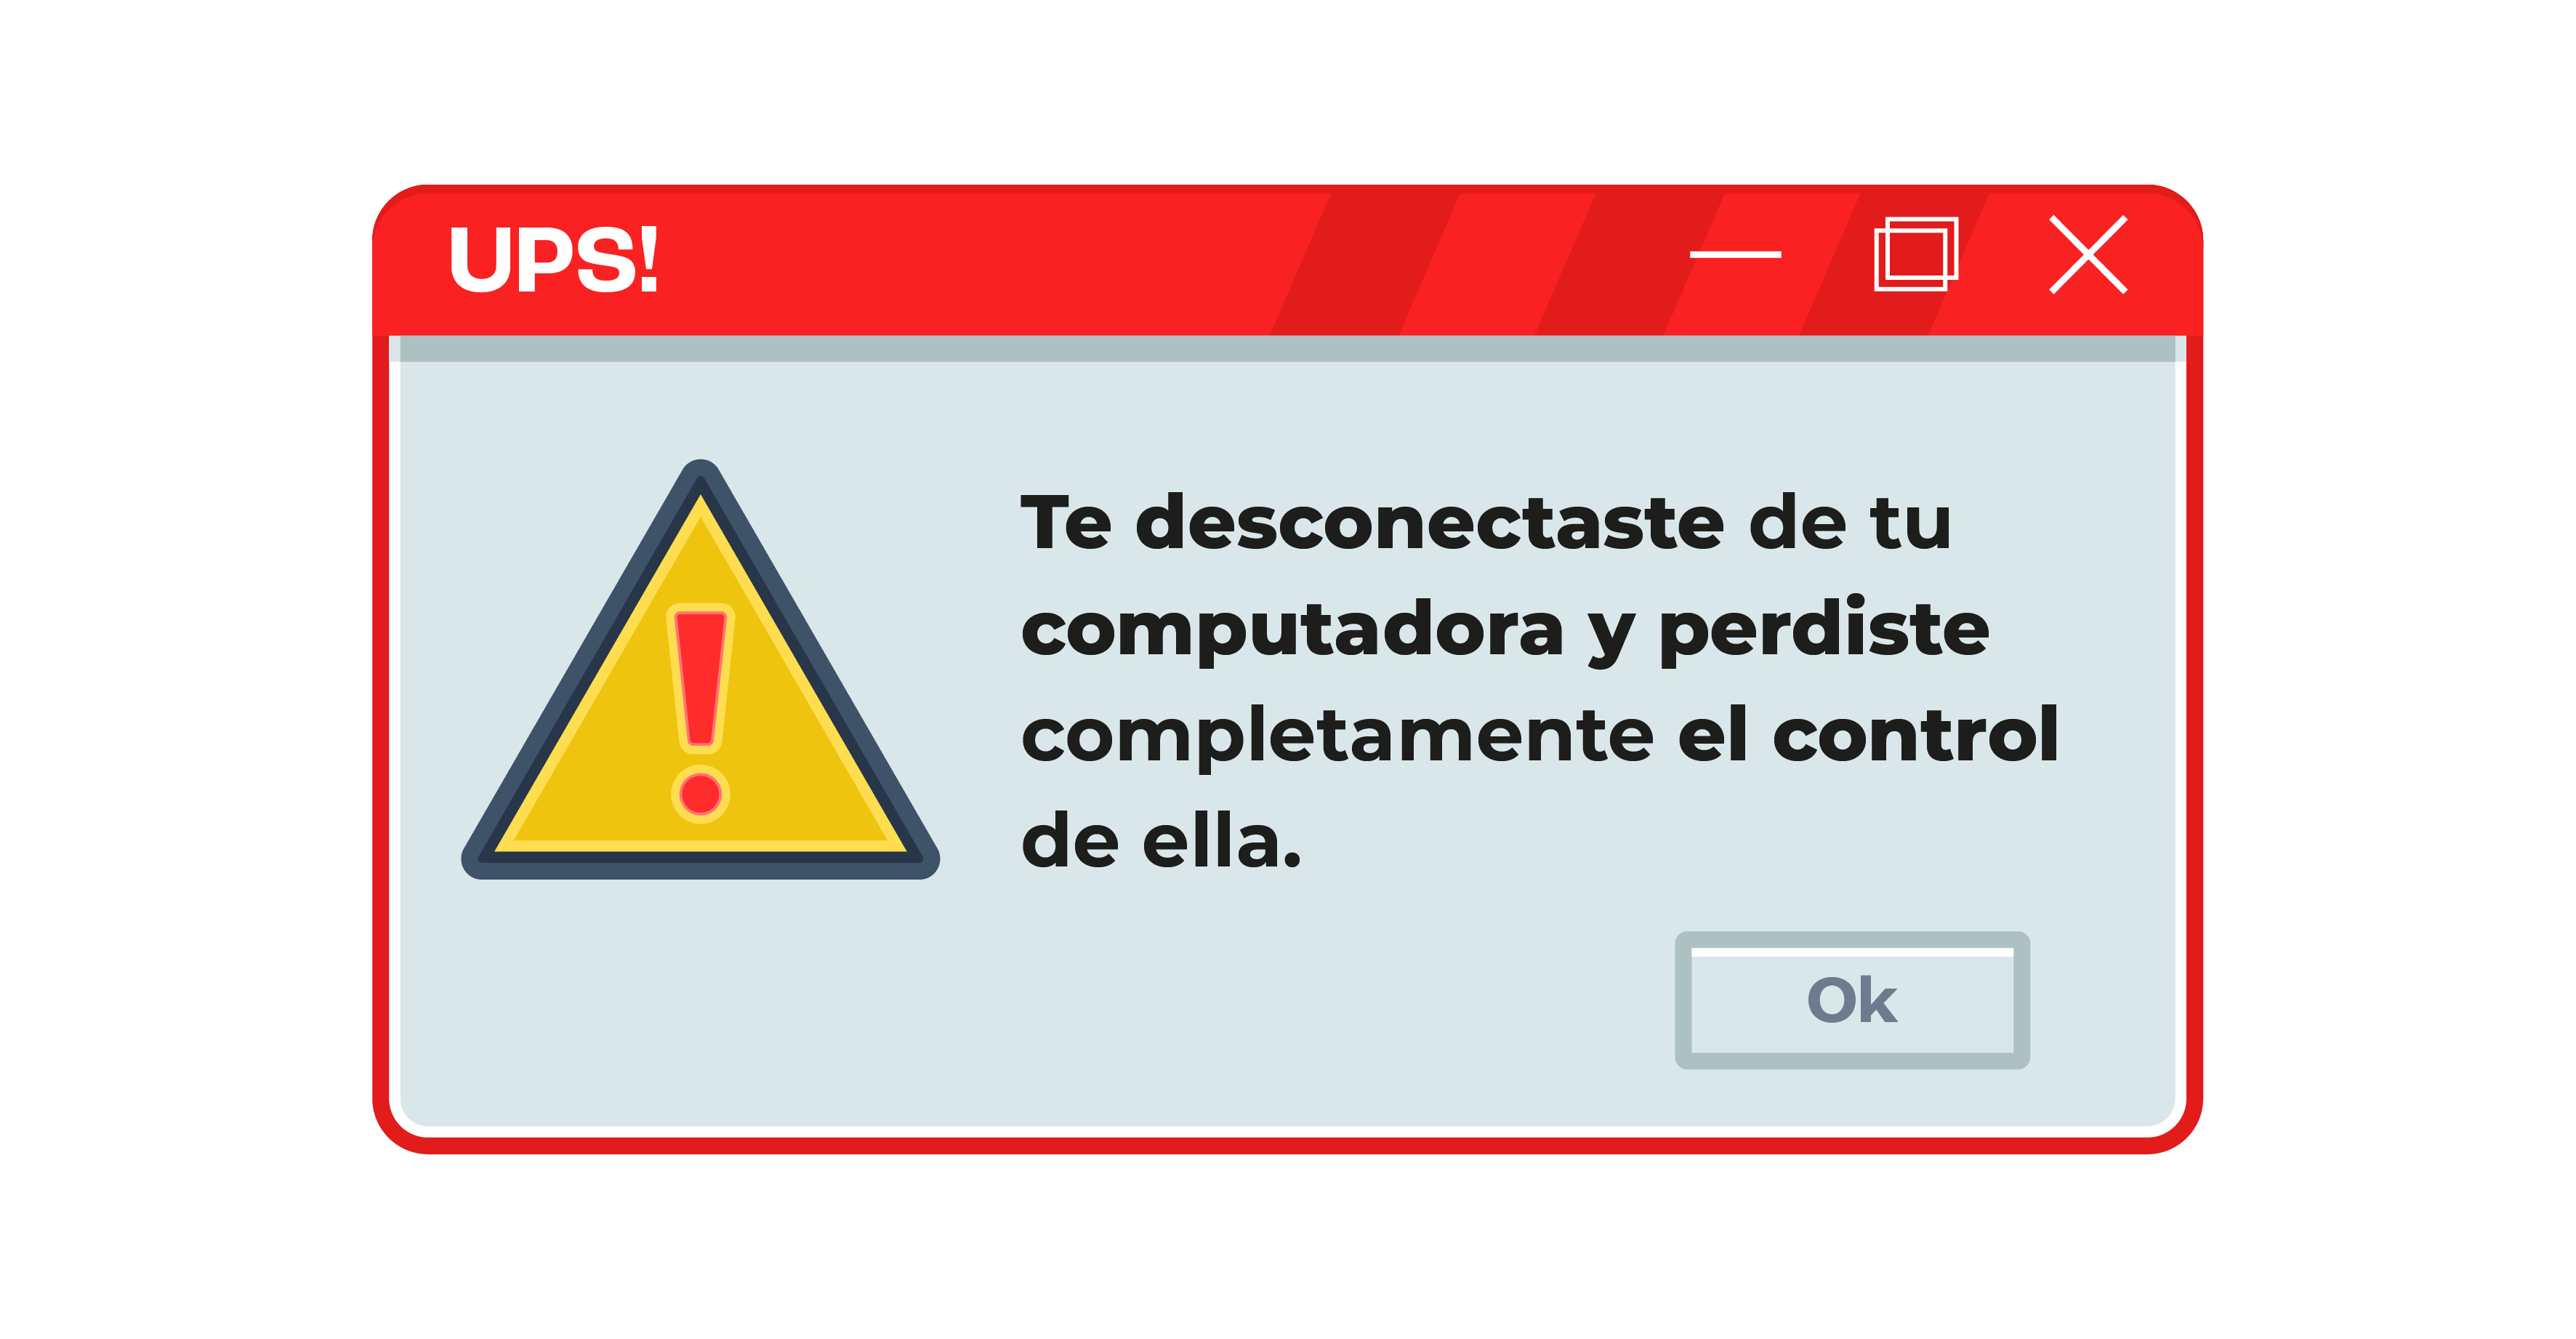 UPS!
Te desconectaste de tu
computadora y perdiste
completamente el control
de ella.
Ok